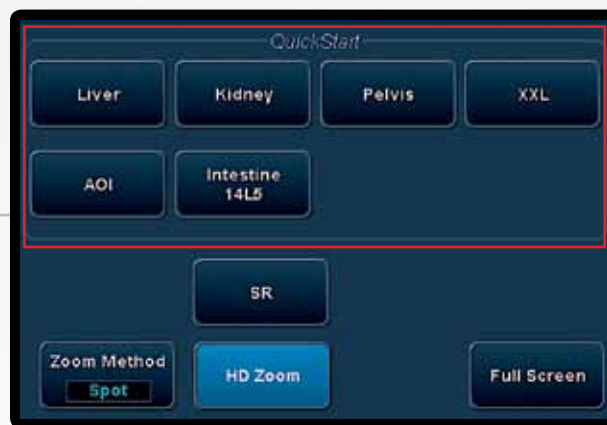 QuickStart
Liver Kidney Pelvis XXL
AOI Intestine
14L5
SR
Zoom Method
Spot HD Zoom Full Screen